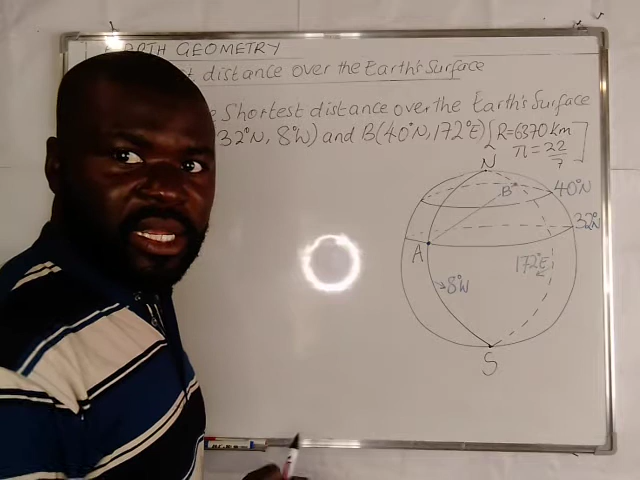 EARTH GEOMETRY
distance over the Earth's Surface
Shortest distance over the Earth's Surface
32°N, 8°W) and B(40°N, 172°E) [R=6370 km
π = 22/7]
N
B
40°N
32°N
A
172°E
8°W
S